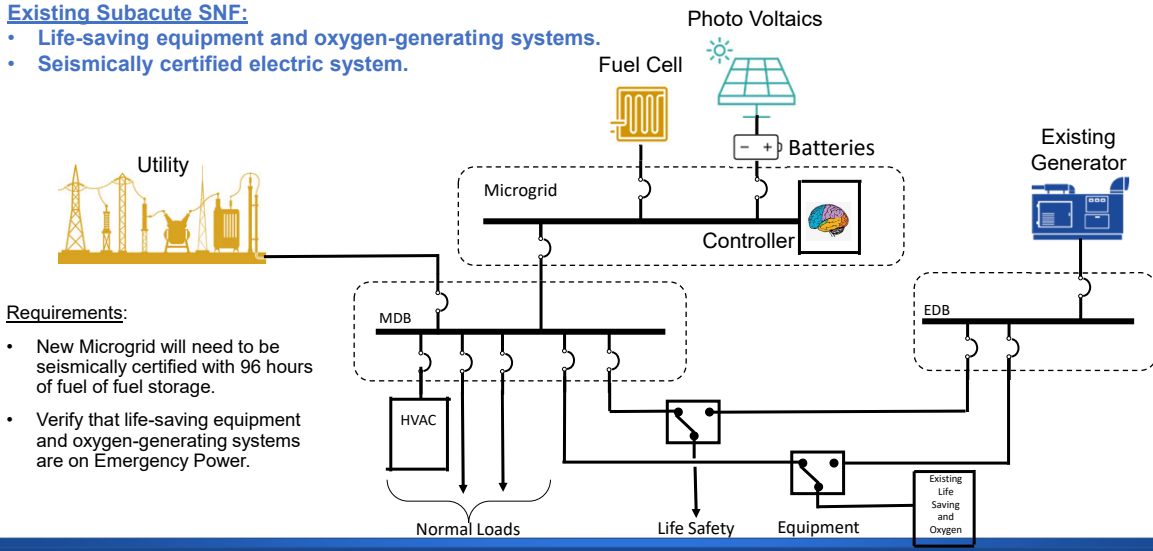 Existing Subacute SNF:
• Life-saving equipment and oxygen-generating systems.
• Seismically certified electric system.
Photo Voltaics
Fuel Cell
Batteries
- +
Existing
Generator
Utility
Microgrid
Controller
MDB
EDB
Requirements:
• New Microgrid will need to be
seismically certified with 96 hours
of fuel of fuel storage.
• Verify that life-saving equipment
and oxygen-generating systems
are on Emergency Power.
HVAC
Existing
Life
Saving
and
Oxygen
Normal Loads
Life Safety
Equipment